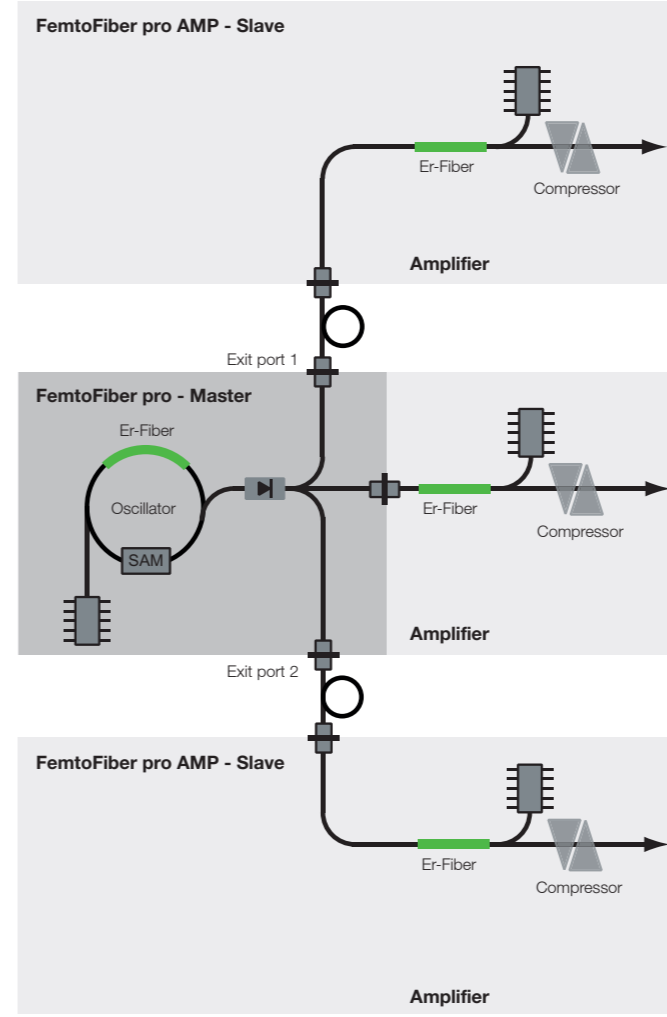 FemtoFiber pro AMP - Slave
Er-Fiber
Compressor
Amplifier
Exit port 1
FemtoFiber pro - Master
Er-Fiber
Oscillator
SAM
Er-Fiber
Compressor
Amplifier
Exit port 2
FemtoFiber pro AMP - Slave
Er-Fiber
Compressor
Amplifier